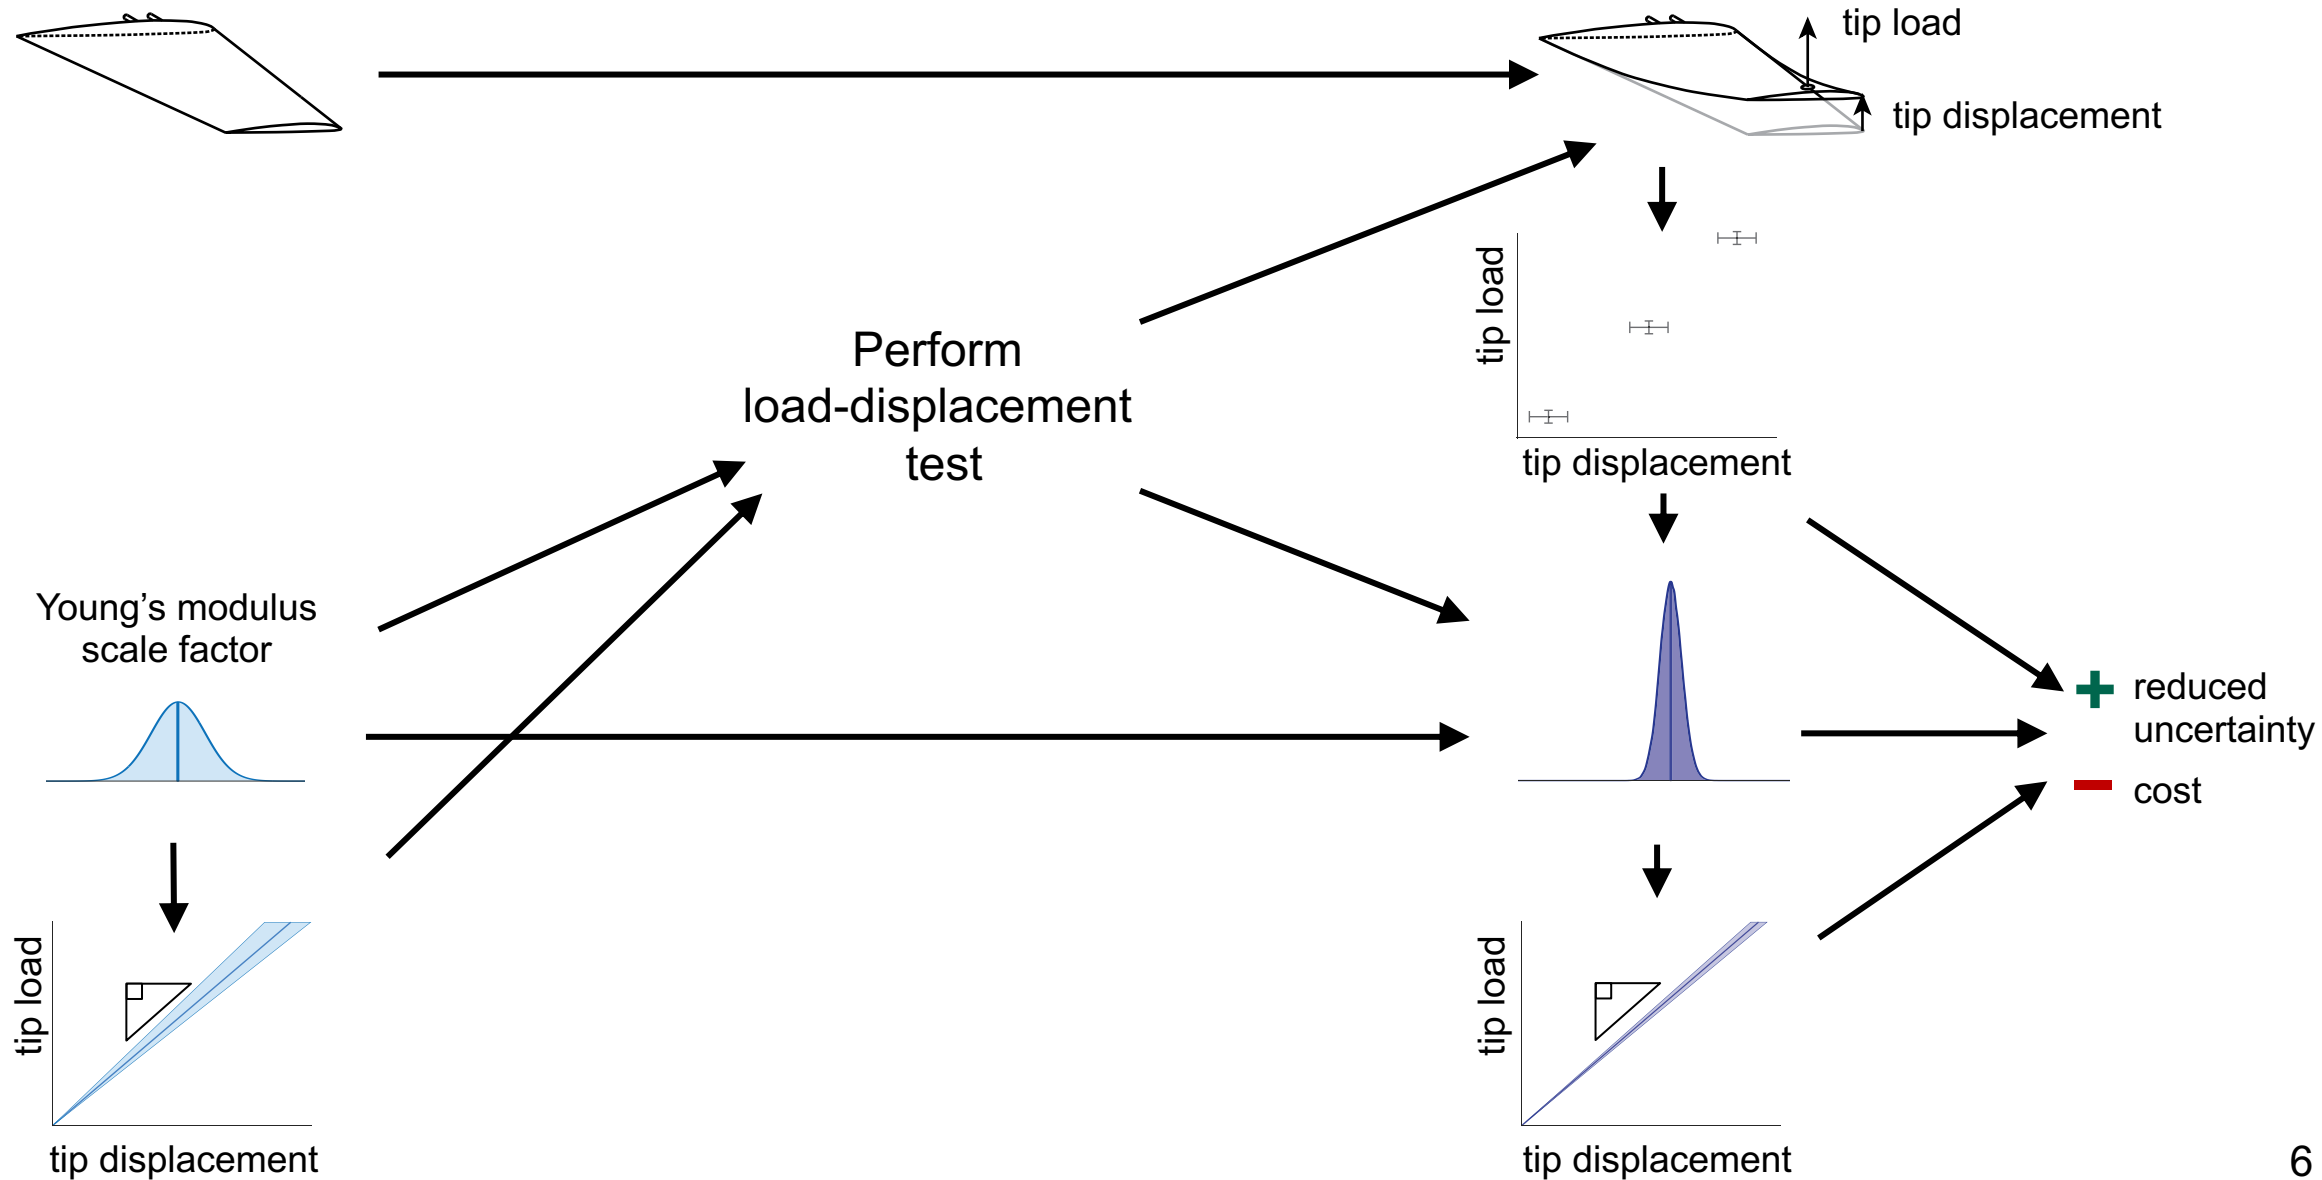 tip load
tip displacement
tip load
tip displacement
Perform
load-displacement
test
Young’s modulus
scale factor
reduced
uncertainty
cost
tip load
tip displacement
tip load
tip displacement
6